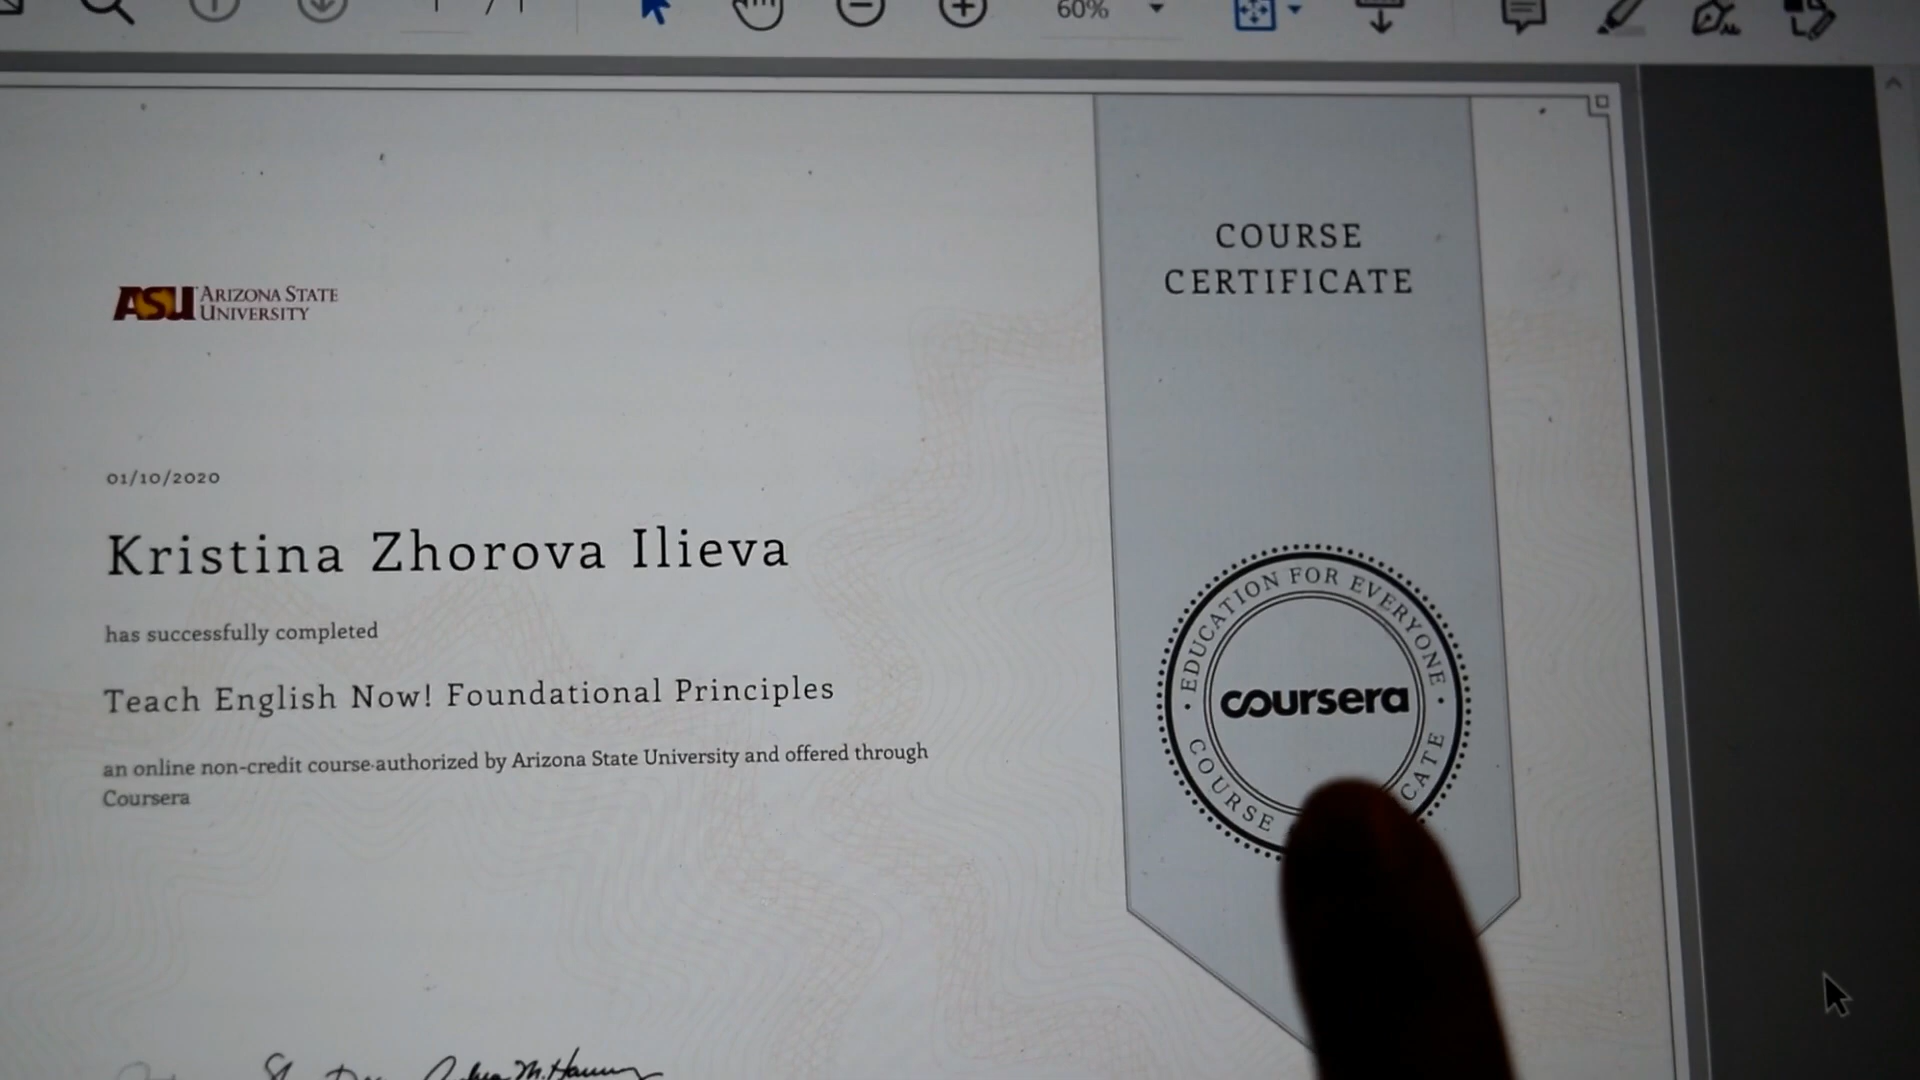 60%
COURSE
CERTIFICATE
ASU ARIZONA STATE
UNIVERSITY
01/10/2020
Kristina Zhorova Ilieva
has successfully completed
Teach English Now! Foundational Principles
an online non-credit course authorized by Arizona State University and offered through
Coursera
EDUCATION FOR EVERYONE
coursera
COURSE
CATE